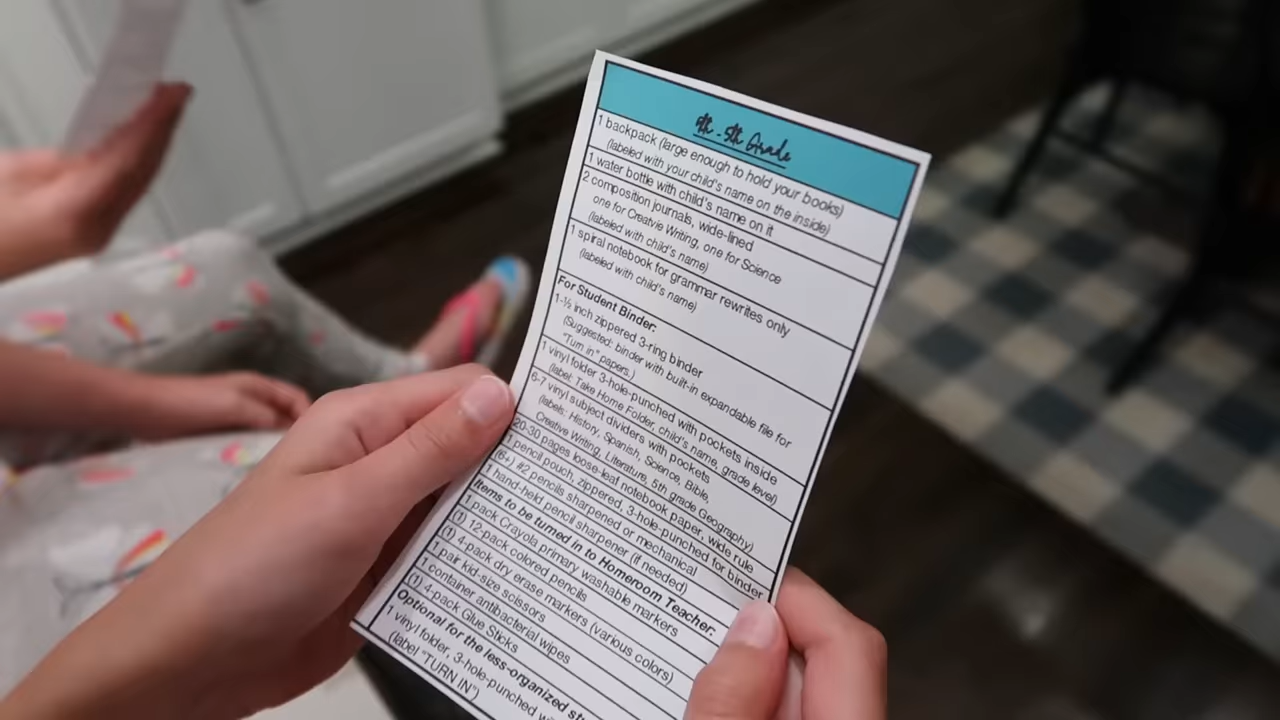 4th - 5th Grade
1 backpack (large enough to hold your books)
(labeled with your child's name on the inside)
1 water bottle with child's name on it
2 composition journals, wide-lined
one for Creatvie Writing, one for Science
(labeled with child's name)
1 spiral notebook for grammar rewrites only
(labeled with child's name)
For Student Binder:
1-½ inch zippered 3-ring binder
(Suggested: binder with built-in expandable file for
"Turn in" papers.)
1 vinyl folder 3-hole-punched with pockets inside
(label: Take Home Folder, child's name, grade level)
6-7 vinyl subject dividers with pockets
(labels: History, Spanish, Science, Bible,
Creative Writing, Literature, 5th grade Geography)
20-30 pages loose-leaf notebook paper, wide rule
1 pencil pouch, zippered, 3-hole-punched for binder
(6+) #2 pencils sharpened or mechanical
1 hand-held pencil sharpener (if needed)
Items to be turned in to Homeroom Teacher:
1 pack Crayola primary washable markers
(1) 12-pack colored pencils
(1) 4-pack dry erase markers (various colors)
1 pair kid-size scissors
1 container antibacterial wipes
(1) 4-pack Glue Sticks
Optional for the less-organized
1 vinyl folder, 3-hole-punched
(label "TURN IN")